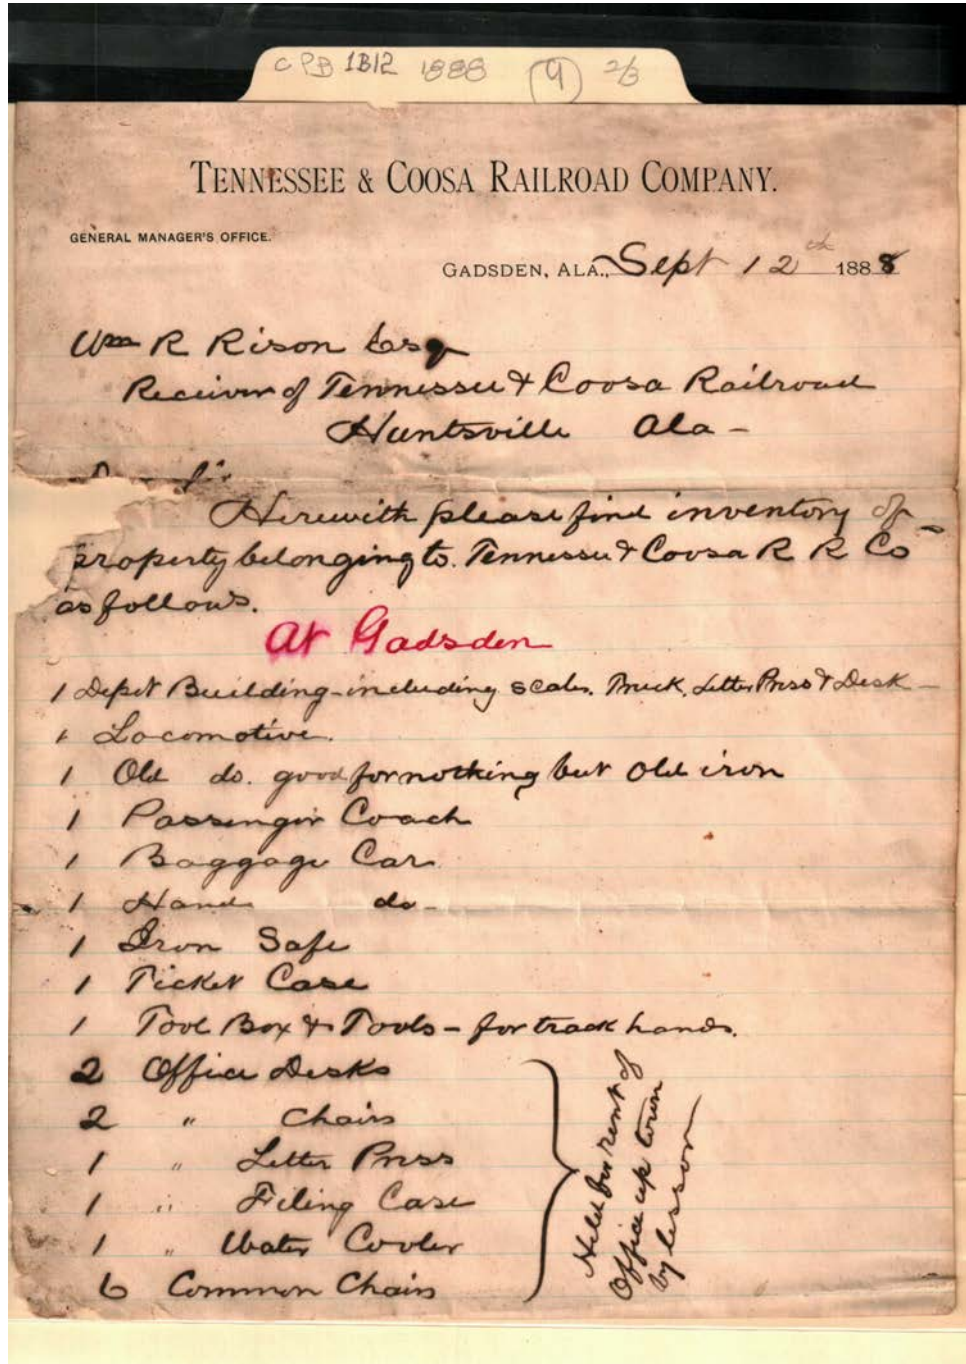 CPB 1B12 1888 (9) 2/3
TENNESSEE & COOSA RAILROAD COMPANY.
GENERAL MANAGER'S OFFICE.
GADSDEN, ALA., Sept 12th 1888
Wm R Rison Esq
Receiver of Tennessee & Coosa Railroad
Huntsville Ala -
Sir
Herewith please find inventory of
property belonging to Tennessee & Coosa R R Co
as follows.
At Gadsden
1 Depot Building - including scales. Truck, Letter Press & Desk -
1 Locomotive.
1 Old do. good for nothing but old iron
1 Passenger Coach
1 Baggage Car
1 Hand do -
1 Iron Safe
1 Ticket Case
1 Tool Box & Tools - for track hands.
2 Office Desks
2 " Chairs
1 " Letter Press
1 " Filing Case
1 " Water Cooler
6 Common Chairs
Held for rent of
Office up town
by lessor